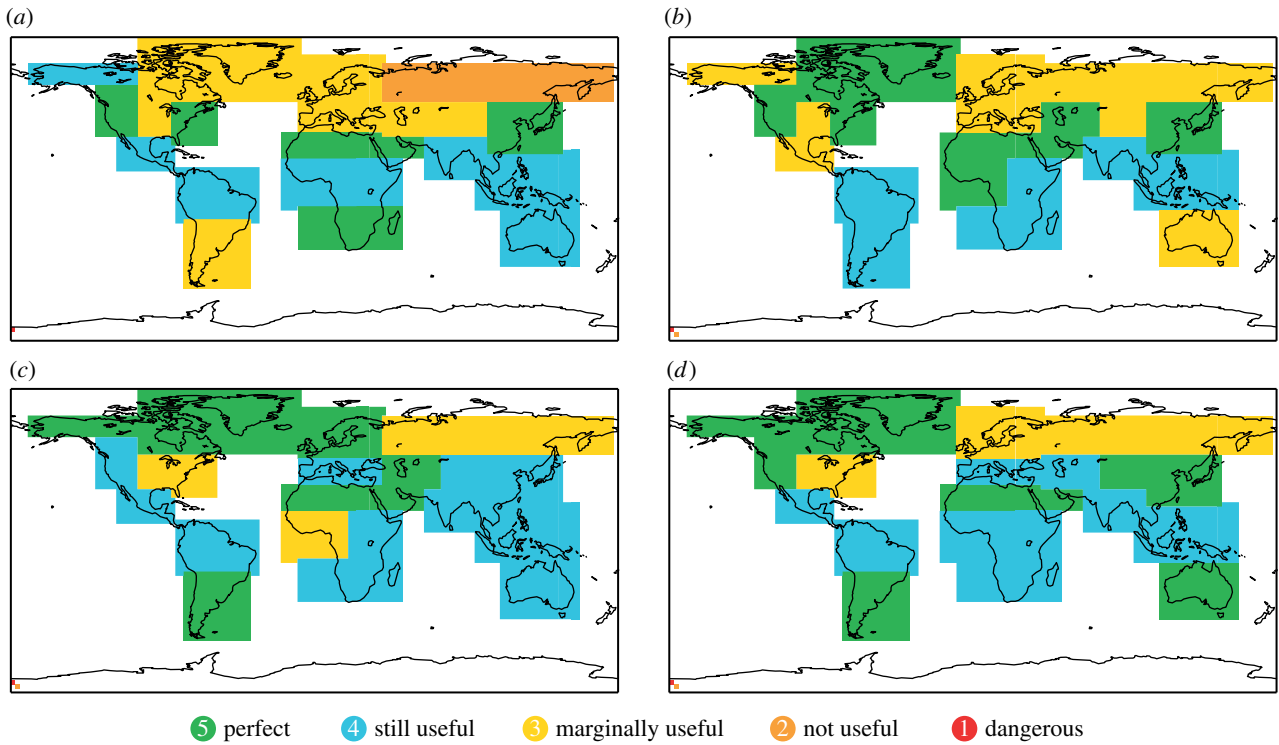 (a)
(b)
(c)
(d)
5 perfect 4 still useful 3 marginally useful 2 not useful 1 dangerous